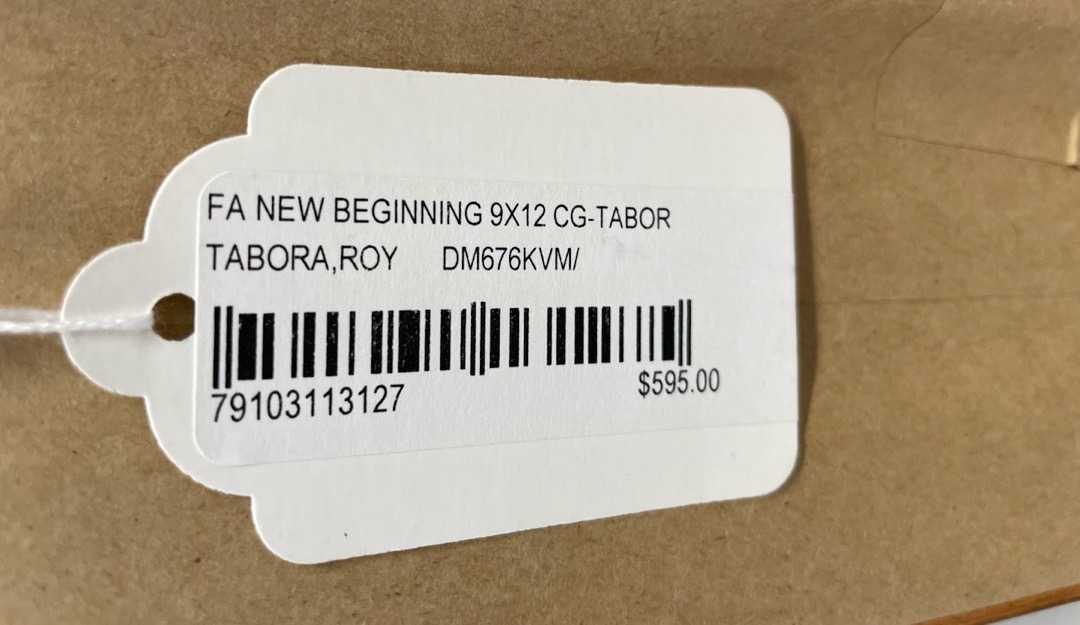 FA NEW BEGINNING 9X12 CG-TABOR
TABORA,ROY DM676KVM/
79103113127
$595.00